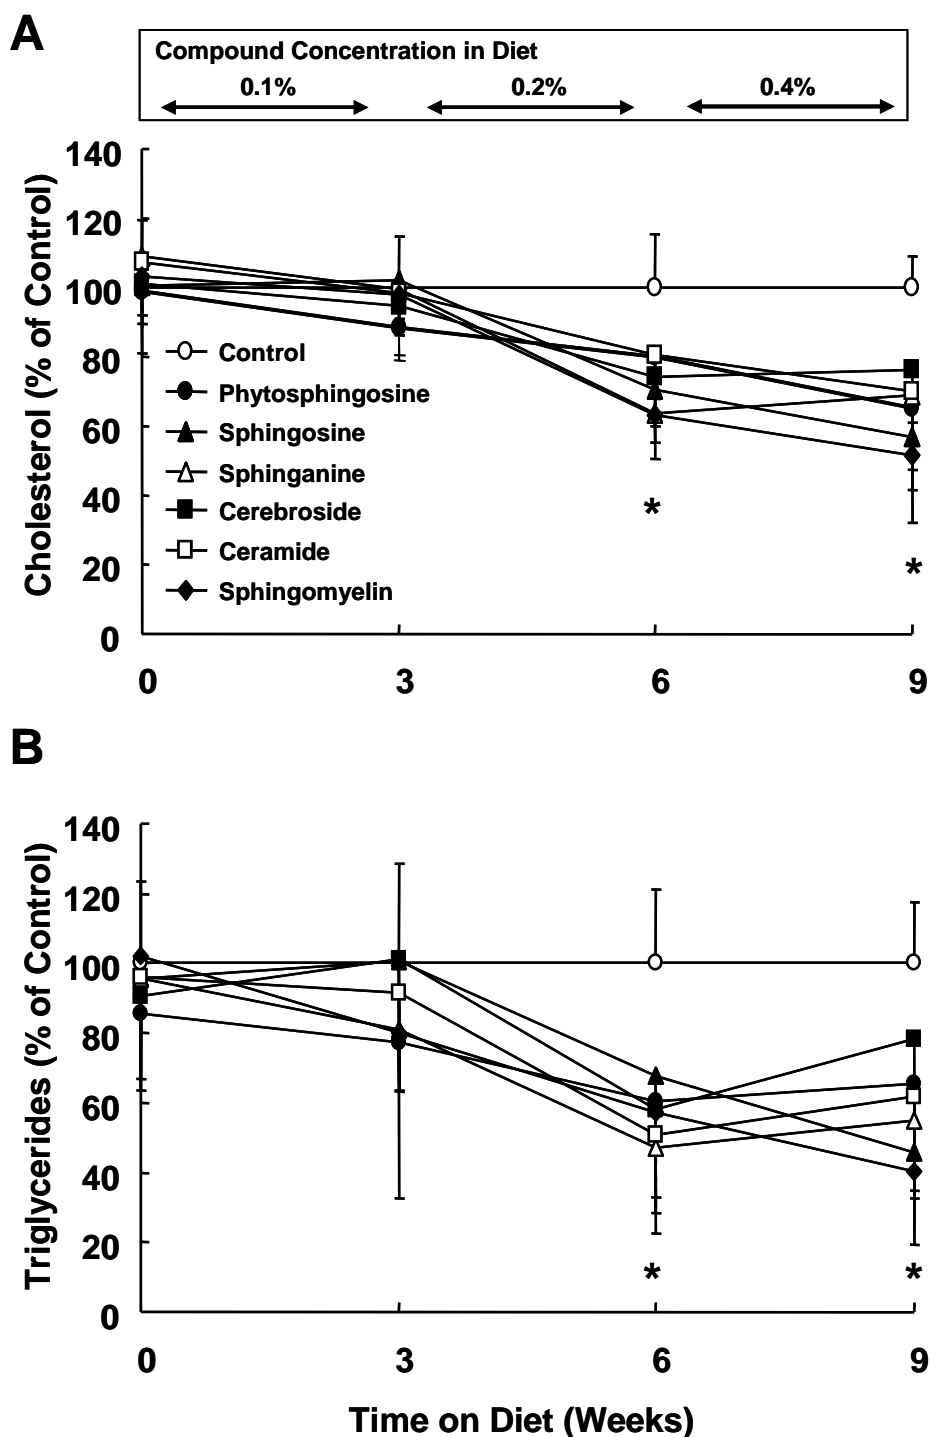 A
Compound Concentration in Diet
0.1% 0.2% 0.4%
Cholesterol (% of Control)
140
120
100
80
60
40
20
0
Control
Phytosphingosine
Sphingosine
Sphinganine
Cerebroside
Ceramide
Sphingomyelin
*
*
0 3 6 9
B
Triglycerides (% of Control)
140
120
100
80
60
40
20
0
* *
0 3 6 9
Time on Diet (Weeks)